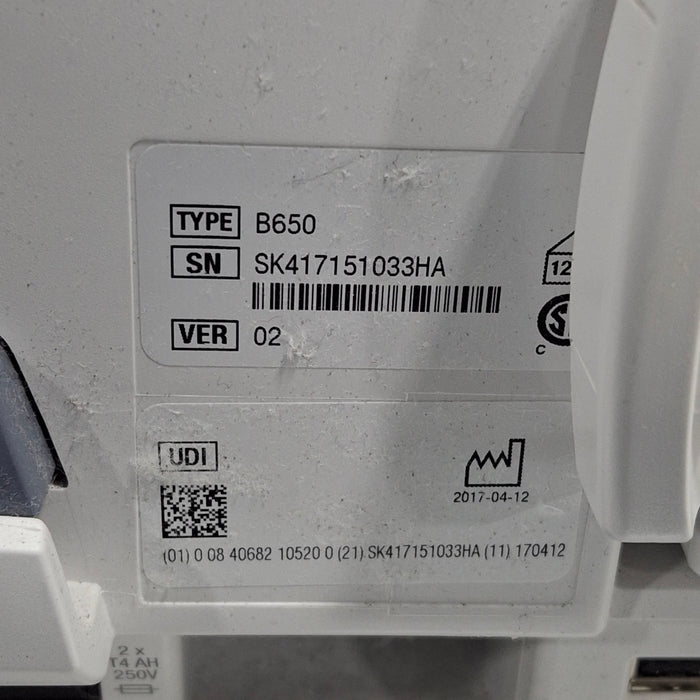 TYPE B650
SN SK417151033HA
VER 02
12
C
UDI
2017-04-12
(01) 0 08 40682 10520 0 (21) SK417151033HA (11) 170412
2 x
T4 AH
250V